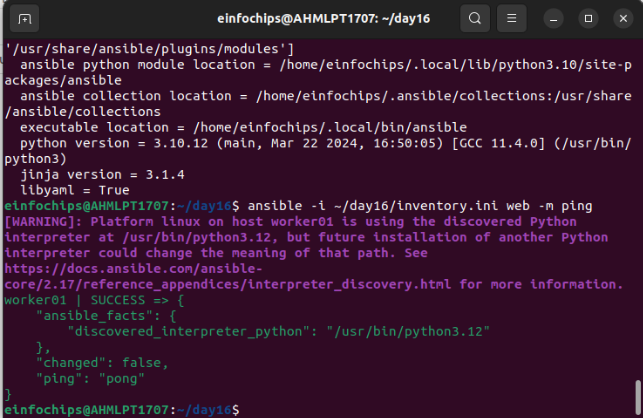 einfochips@AHMLPT1707: ~/day16
'/usr/share/ansible/plugins/modules']
  ansible python module location = /home/einfochips/.local/lib/python3.10/site-p
ackages/ansible
  ansible collection location = /home/einfochips/.ansible/collections:/usr/share
/ansible/collections
  executable location = /home/einfochips/.local/bin/ansible
  python version = 3.10.12 (main, Mar 22 2024, 16:50:05) [GCC 11.4.0] (/usr/bin/
python3)
  jinja version = 3.1.4
  libyaml = True
einfochips@AHMLPT1707:~/day16$ ansible -i ~/day16/inventory.ini web -m ping
[WARNING]: Platform linux on host worker01 is using the discovered Python
interpreter at /usr/bin/python3.12, but future installation of another Python
interpreter could change the meaning of that path. See
https://docs.ansible.com/ansible-
core/2.17/reference_appendices/interpreter_discovery.html for more information.
worker01 | SUCCESS => {
    "ansible_facts": {
        "discovered_interpreter_python": "/usr/bin/python3.12"
    },
    "changed": false,
    "ping": "pong"
}
einfochips@AHMLPT1707:~/day16$